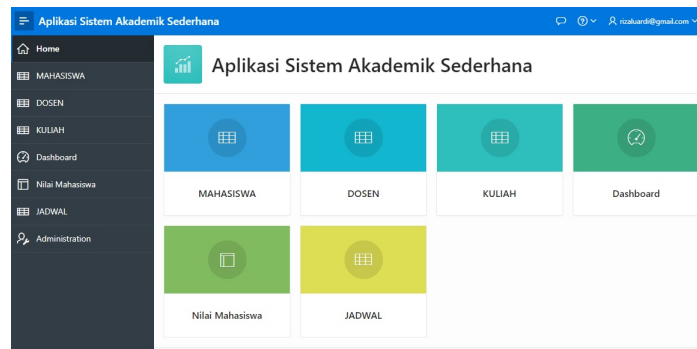 Aplikasi Sistem Akademik Sederhana
rizaluardi@gmail.com
Home
MAHASISWA
DOSEN
KULIAH
Dashboard
Nilai Mahasiswa
JADWAL
Administration
Aplikasi Sistem Akademik Sederhana
MAHASISWA
DOSEN
KULIAH
Dashboard
Nilai Mahasiswa
JADWAL